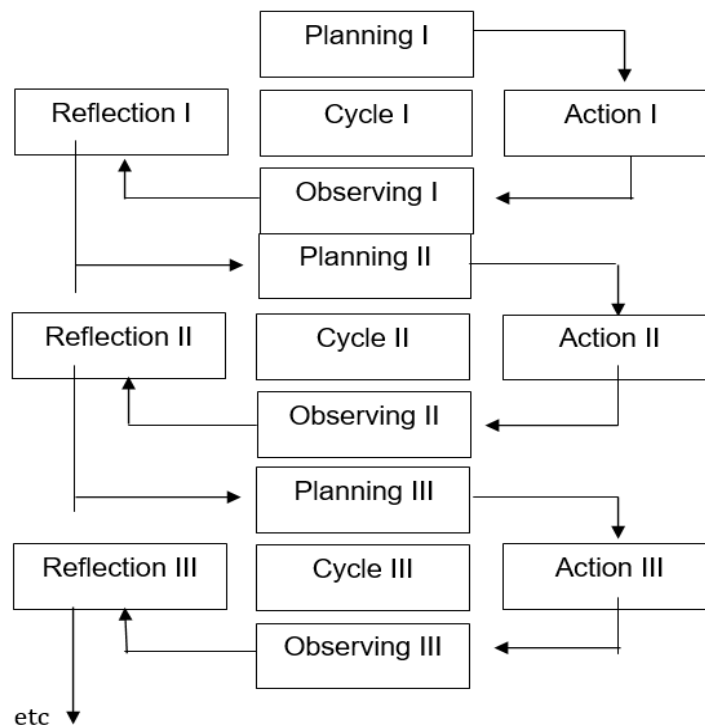 Planning I
Reflection I
Cycle I
Action I
Observing I
Planning II
Reflection II
Cycle II
Action II
Observing II
Planning III
Reflection III
Cycle III
Action III
Observing III
etc